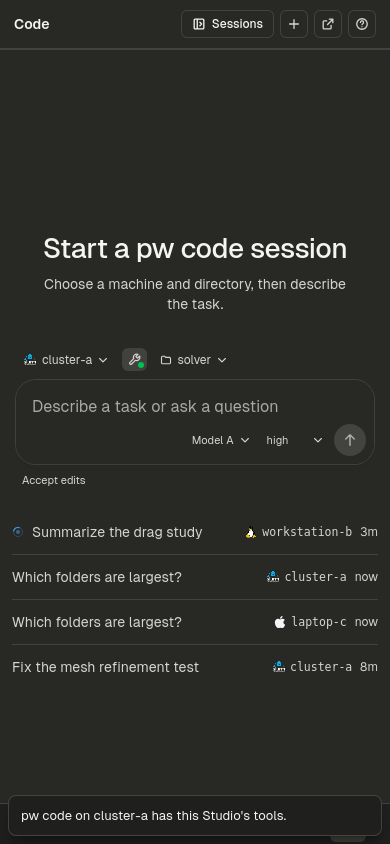 Code
Sessions
Start a pw code session
Choose a machine and directory, then describe
the task.
cluster-a
solver
Describe a task or ask a question
Model A
high
Accept edits
Summarize the drag study workstation-b 3m
Which folders are largest? cluster-a now
Which folders are largest? laptop-c now
Fix the mesh refinement test cluster-a 8m
pw code on cluster-a has this Studio's tools.